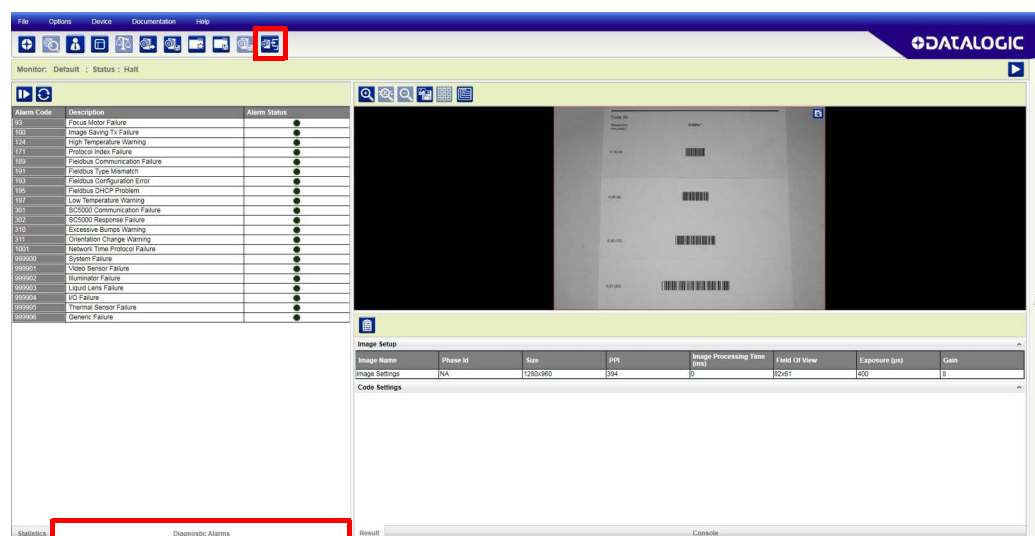 File Options Device Documentation Help
DATALOGIC
Monitor: Default ; Status : Halt
Alarm Code Description Alarm Status
93 Focus Motor Failure
100 Image Saving Tx Failure
124 High Temperature Warning
171 Protocol Index Failure
189 Fieldbus Communication Failure
191 Fieldbus Type Mismatch
193 Fieldbus Configuration Error
195 Fieldbus DHCP Problem
197 Low Temperature Warning
301 SC5000 Communication Failure
302 SC5000 Response Failure
310 Excessive Bumps Warning
311 Orientation Change Warning
1001 Network Time Protocol Failure
999900 System Failure
999901 Video Sensor Failure
999902 Illuminator Failure
999903 Liquid Lens Failure
999904 I/O Failure
999905 Thermal Sensor Failure
999906 Generic Failure
Code 39
Image Setup
Image Name Phase Id Size PPI Image Processing Time (ms) Field Of View Exposure (µs) Gain
Image Settings NA 1280x960 394 0 82x61 400 8
Code Settings
Statistics Diagnostic Alarms Result Console